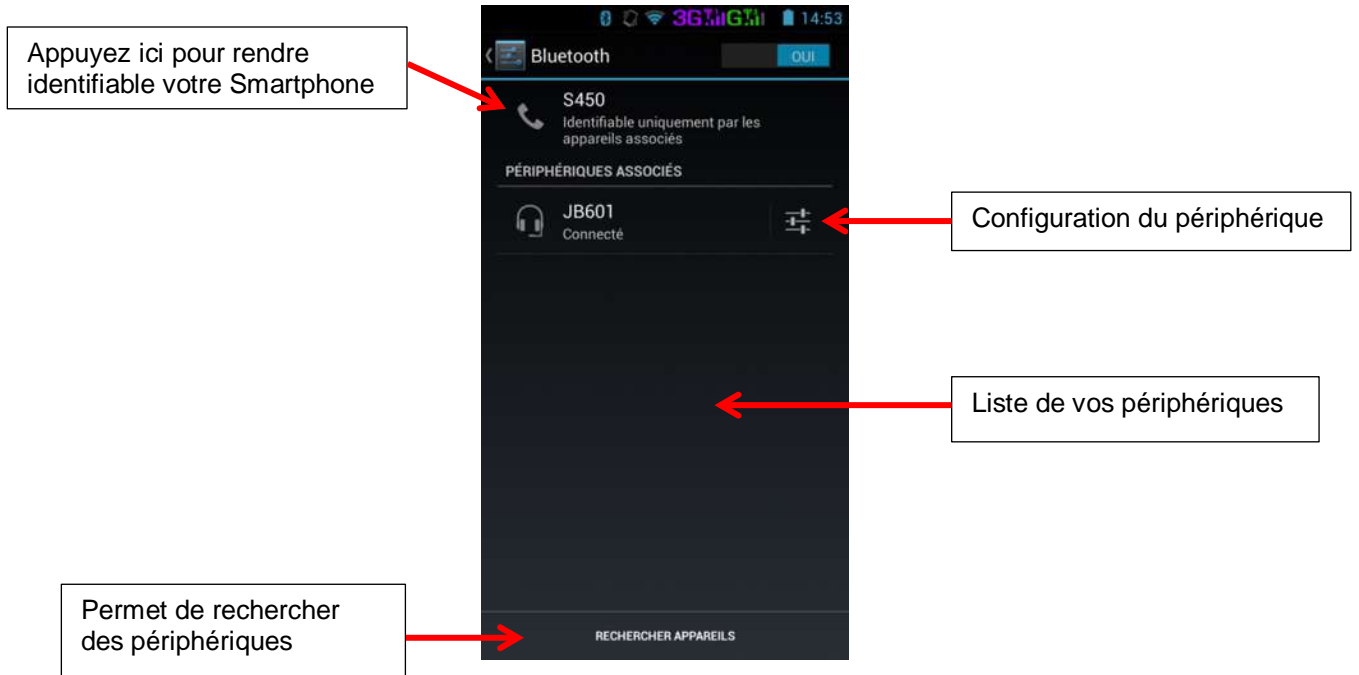 3G G 14:53
Appuyez ici pour rendre
identifiable votre Smartphone
Bluetooth OUI
S450
Identifiable uniquement par les
appareils associés
PÉRIPHÉRIQUES ASSOCIÉS
JB601
Connecté
Configuration du périphérique
Liste de vos périphériques
Permet de rechercher
des périphériques
RECHERCHER APPAREILS